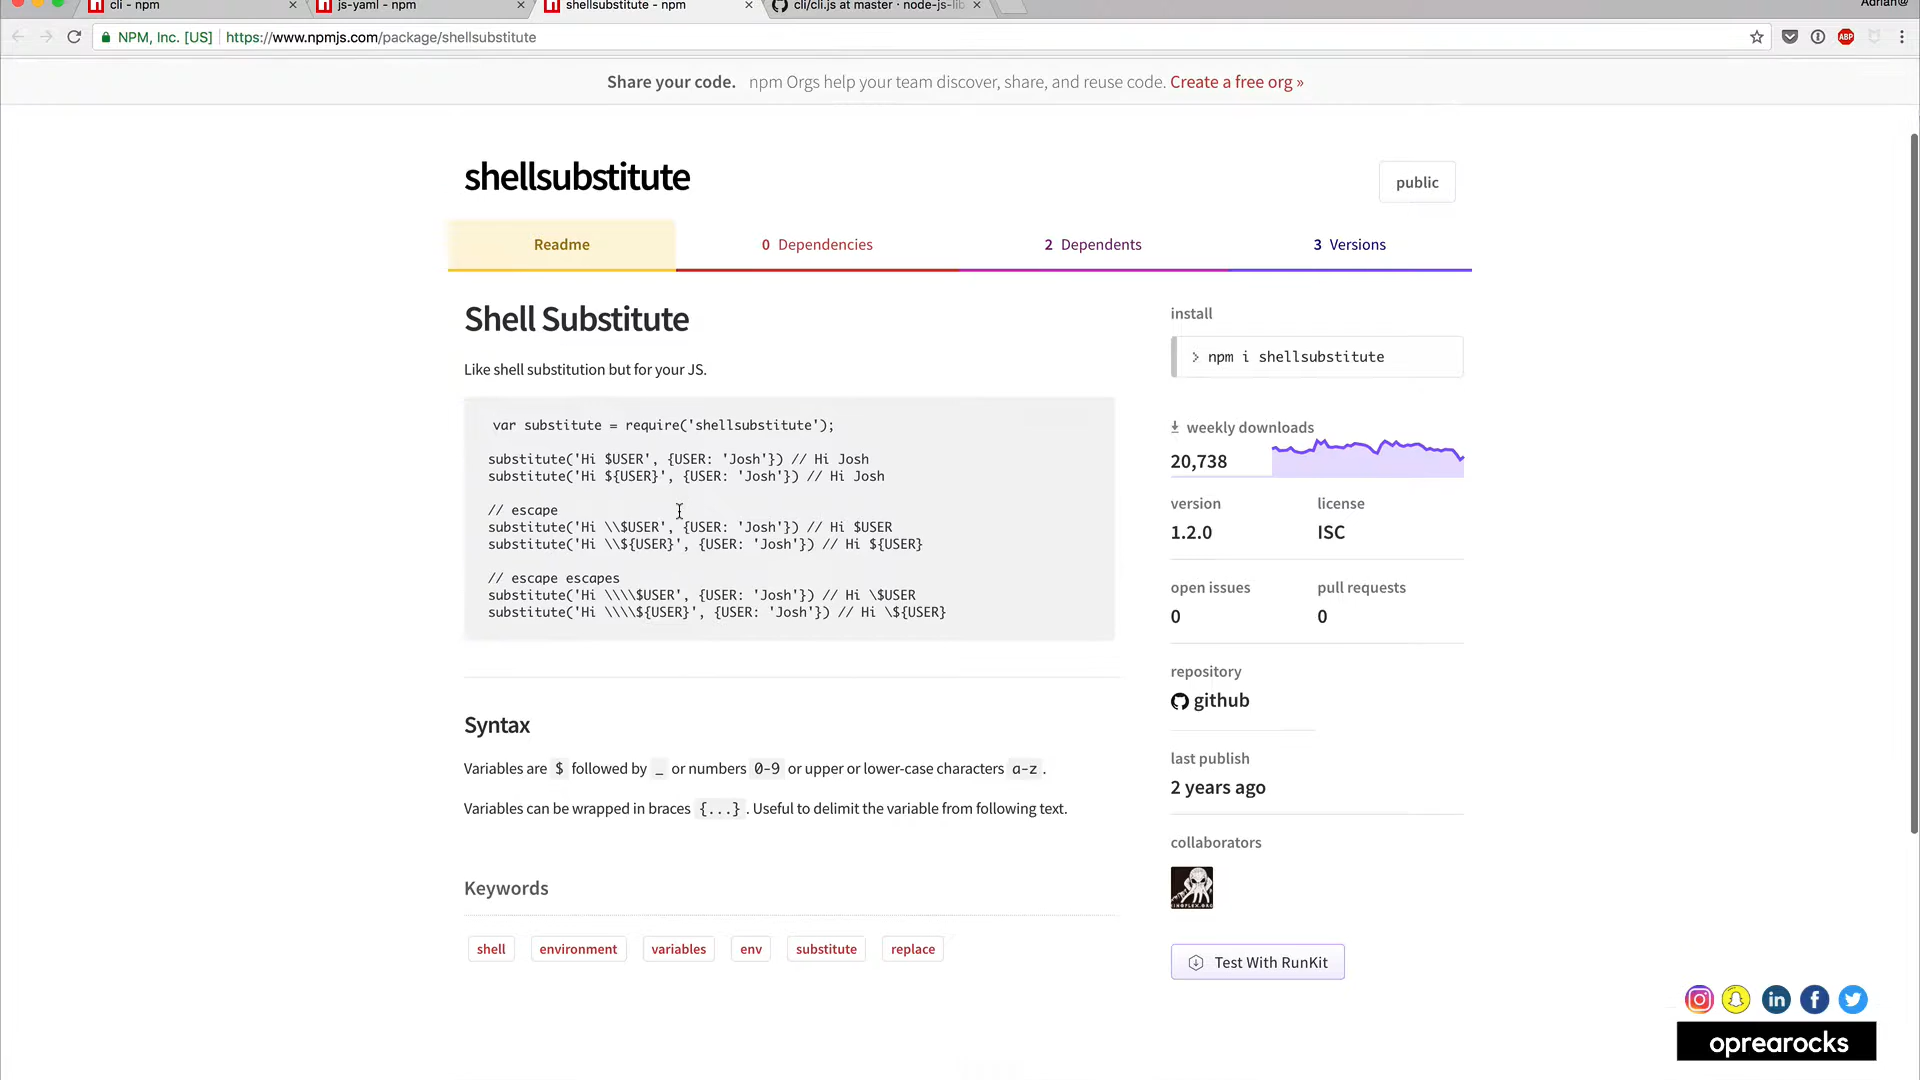 cli - npm
js-yaml - npm
shellsubstitute - npm
cli/cli.js at master · node-js-lib
Adrian@
NPM, Inc. [US] https://www.npmjs.com/package/shellsubstitute
ABP
Share your code. npm Orgs help your team discover, share, and reuse code. Create a free org »
shellsubstitute
public
Readme
0 Dependencies
2 Dependents
3 Versions
Shell Substitute
Like shell substitution but for your JS.
var substitute = require('shellsubstitute');
substitute('Hi $USER', {USER: 'Josh'}) // Hi Josh
substitute('Hi ${USER}', {USER: 'Josh'}) // Hi Josh
// escape
substitute('Hi \\$USER', {USER: 'Josh'}) // Hi $USER
substitute('Hi \\${USER}', {USER: 'Josh'}) // Hi ${USER}
// escape escapes
substitute('Hi \\\\$USER', {USER: 'Josh'}) // Hi \$USER
substitute('Hi \\\\${USER}', {USER: 'Josh'}) // Hi \${USER}
Syntax
Variables are $ followed by _ or numbers 0-9 or upper or lower-case characters a-z .
Variables can be wrapped in braces {...} . Useful to delimit the variable from following text.
Keywords
shell
environment
variables
env
substitute
replace
install
> npm i shellsubstitute
weekly downloads
20,738
version
1.2.0
license
ISC
open issues
0
pull requests
0
repository
github
last publish
2 years ago
collaborators
Test With RunKit
oprearocks